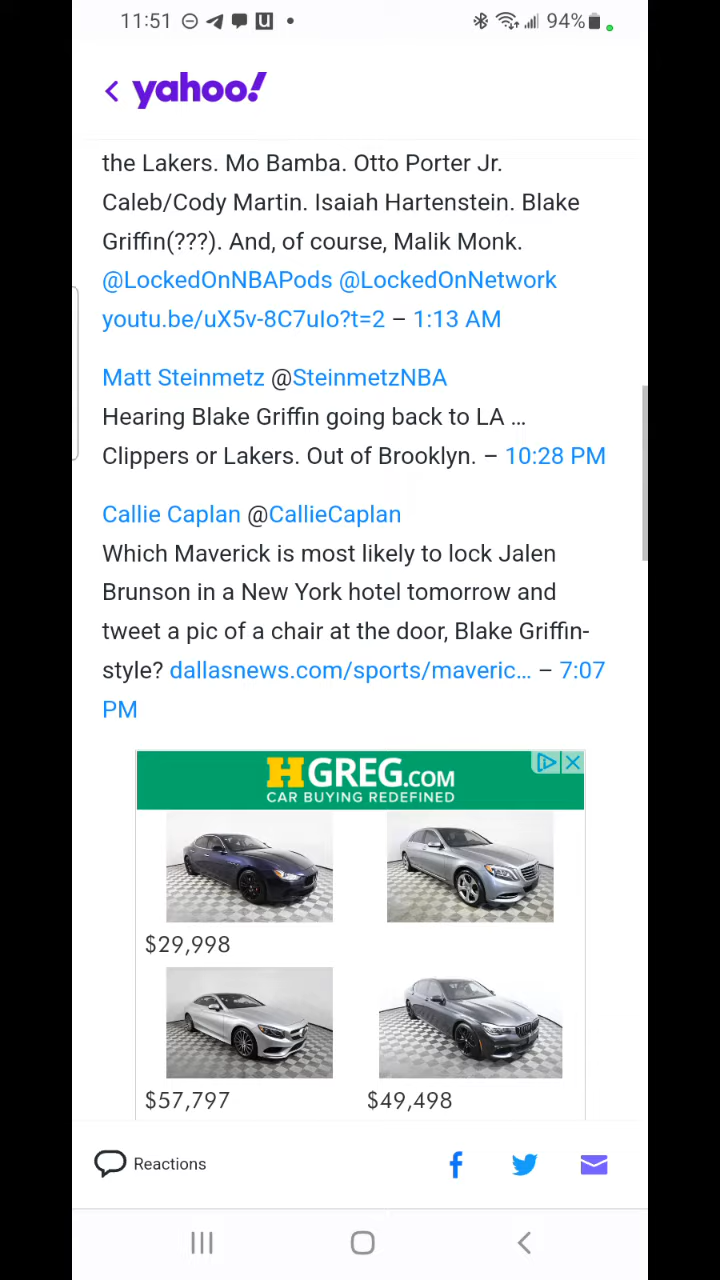 11:51 94%
yahoo!
the Lakers. Mo Bamba. Otto Porter Jr.
Caleb/Cody Martin. Isaiah Hartenstein. Blake
Griffin(???). And, of course, Malik Monk.
@LockedOnNBAPods @LockedOnNetwork
youtu.be/uX5v-8C7uIo?t=2 – 1:13 AM
Matt Steinmetz @SteinmetzNBA
Hearing Blake Griffin going back to LA …
Clippers or Lakers. Out of Brooklyn. – 10:28 PM
Callie Caplan @CallieCaplan
Which Maverick is most likely to lock Jalen
Brunson in a New York hotel tomorrow and
tweet a pic of a chair at the door, Blake Griffin-
style? dallasnews.com/sports/maveric… – 7:07
PM
HGREG.COM
CAR BUYING REDEFINED
$29,998
$57,797 $49,498
Reactions